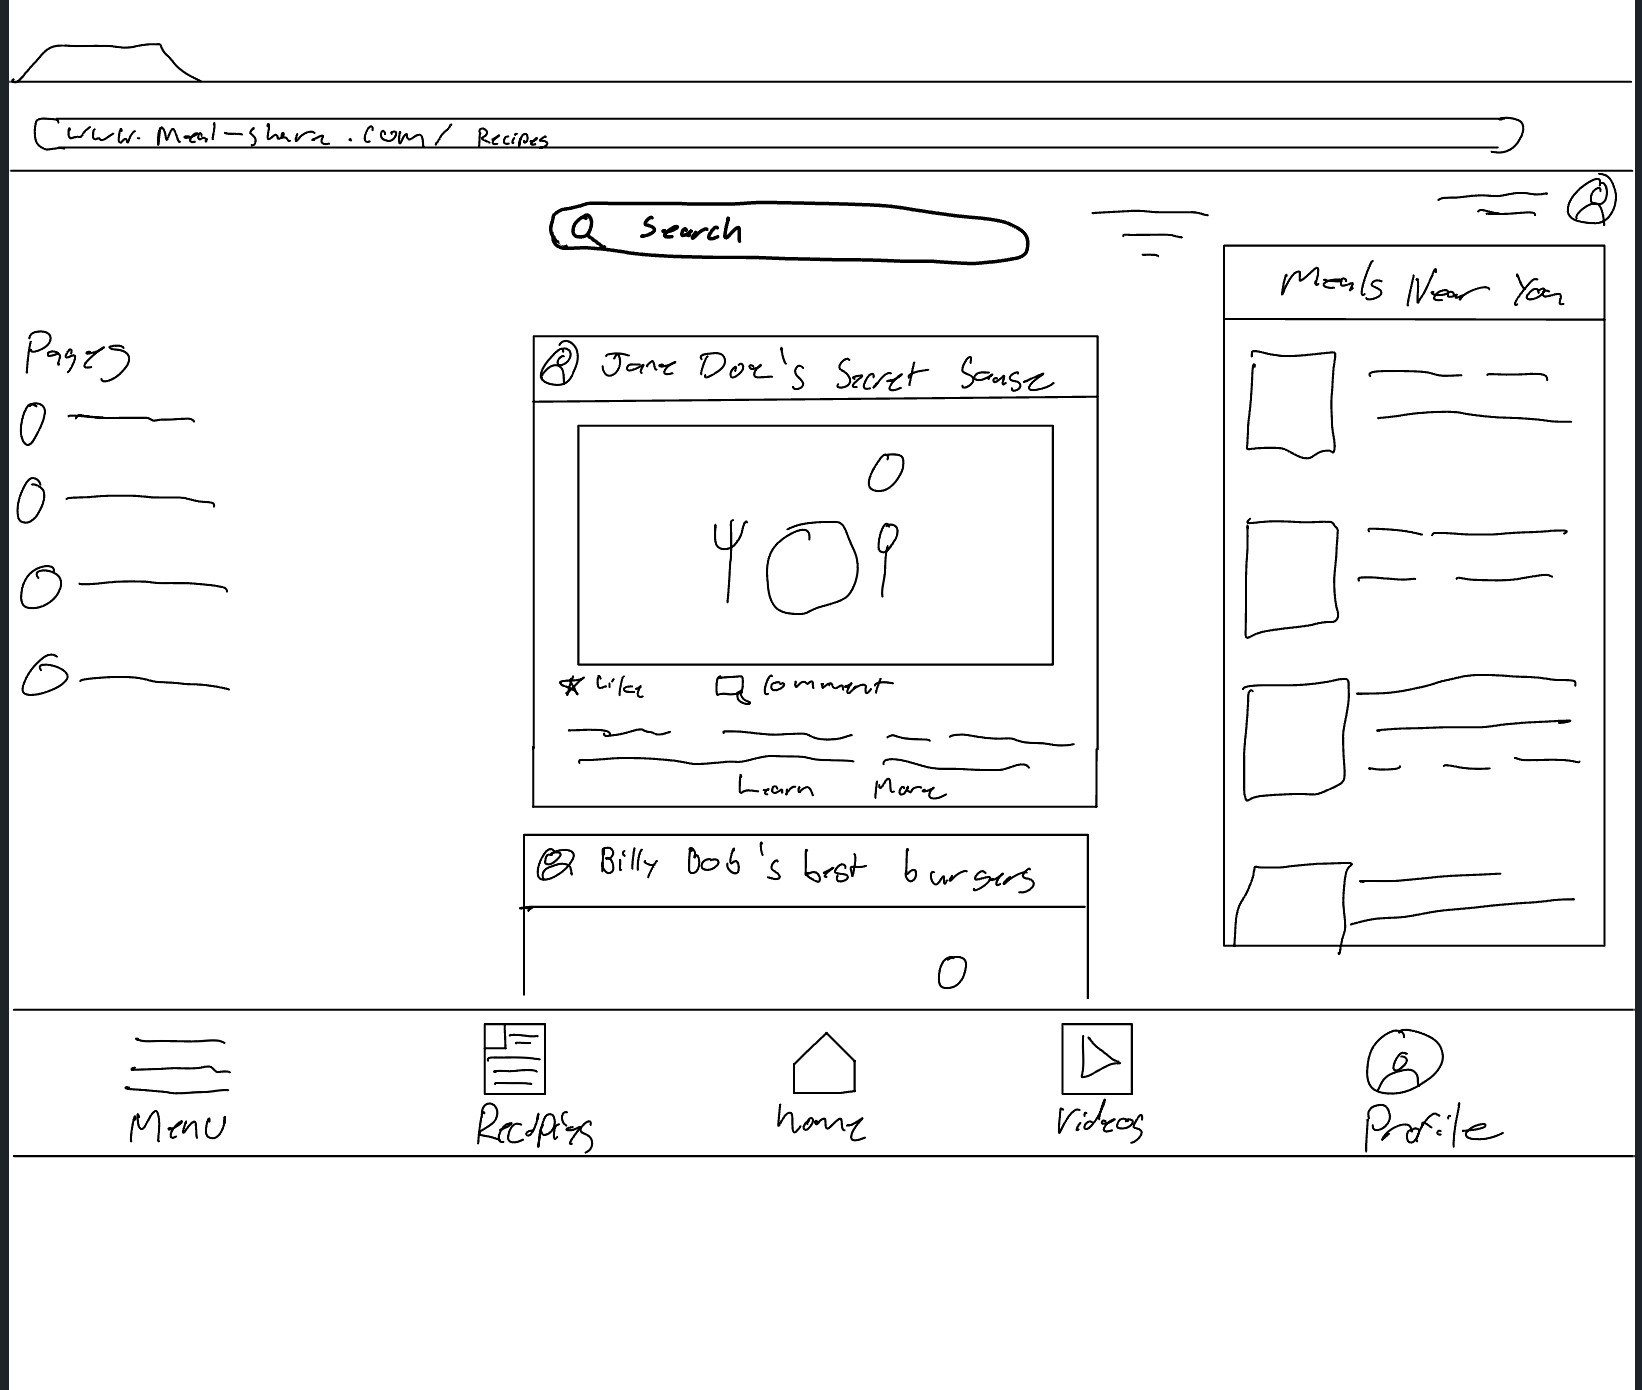 www.Meal-share.com/Recipes
Search
Meals Near You
Pages
Jane Doe's Secret Sause
Like Comment
Learn More
Billy Bob's best burgers
Menu Recipies home Videos Profile